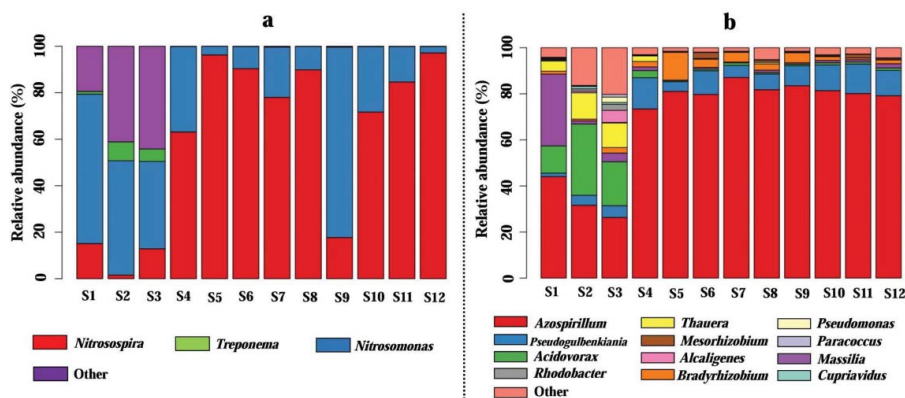 a
Relative abundance (%)
100
80
60
40
20
0
S1 S2 S3 S4 S5 S6 S7 S8 S9 S10 S11 S12
Nitrosospira Treponema Nitrosomonas
Other
b
Relative abundance (%)
100
80
60
40
20
0
S1 S2 S3 S4 S5 S6 S7 S8 S9 S10 S11 S12
Azospirillum Thauera Pseudomonas
Pseudogulbenkiania Mesorhizobium Paracoccus
Acidovorax Alcaligenes Massilia
Rhodobacter Bradyrhizobium Cupriavidus
Other